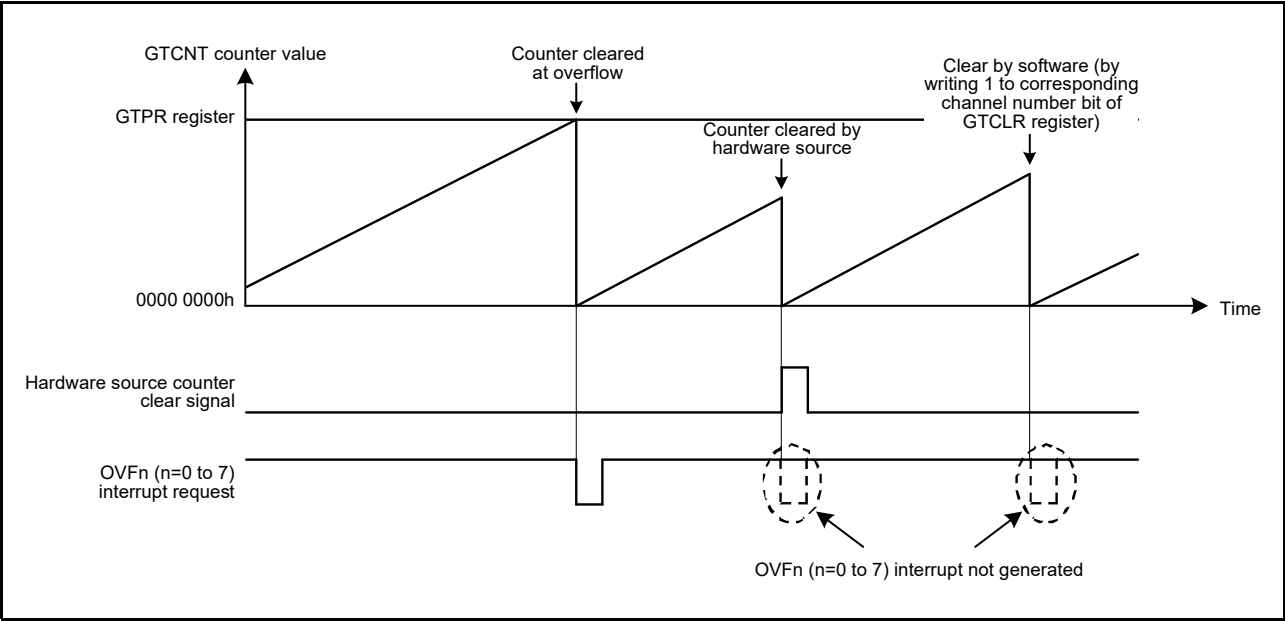 GTCNT counter value
Counter cleared
at overflow
Clear by software (by
writing 1 to corresponding
channel number bit of
GTCLR register)
GTPR register
Counter cleared by
hardware source
0000 0000h
Time
Hardware source counter
clear signal
OVFn (n=0 to 7)
interrupt request
OVFn (n=0 to 7) interrupt not generated